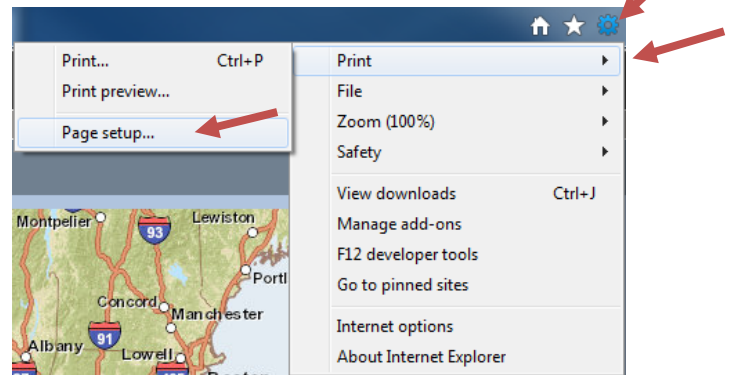 Print... Ctrl+P
Print preview...
Page setup...
Print
File
Zoom (100%)
Safety
View downloads Ctrl+J
Manage add-ons
F12 developer tools
Go to pinned sites
Internet options
About Internet Explorer
Montpelier
93
Lewiston
Portl
Concord
Manchester
91
Albany
Lowell